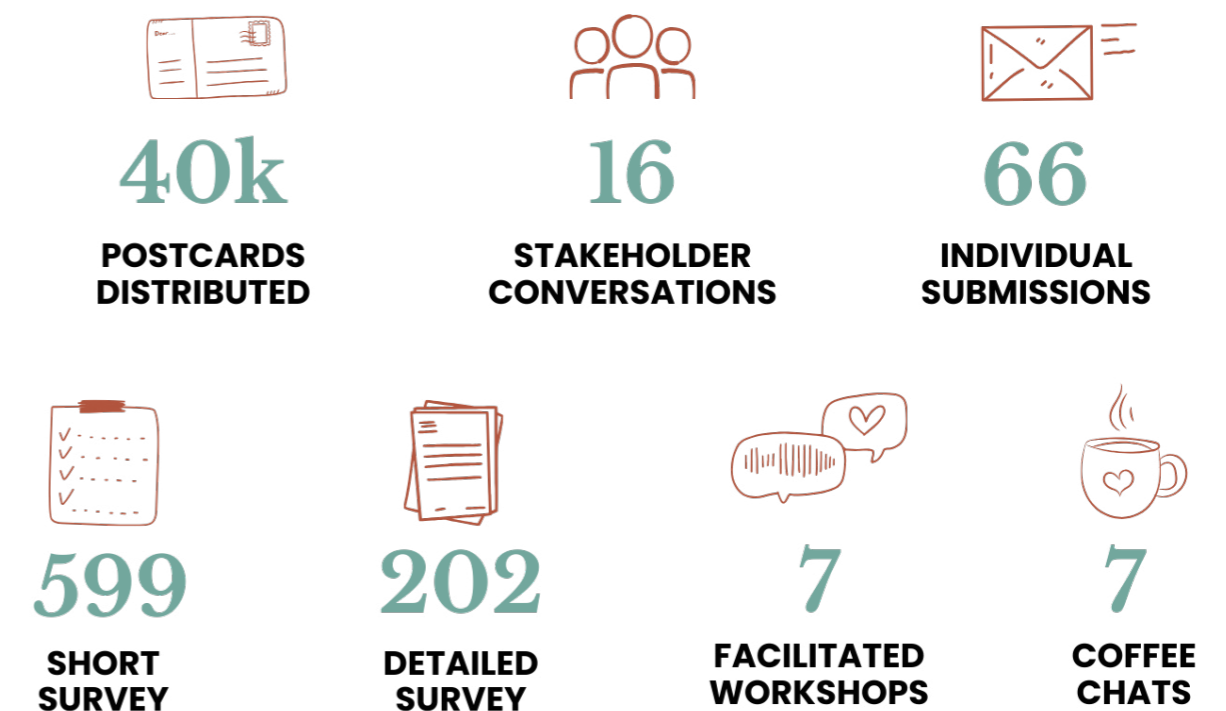 Dear...
40k
POSTCARDS
DISTRIBUTED
16
STAKEHOLDER
CONVERSATIONS
66
INDIVIDUAL
SUBMISSIONS
599
SHORT
SURVEY
202
DETAILED
SURVEY
7
FACILITATED
WORKSHOPS
7
COFFEE
CHATS